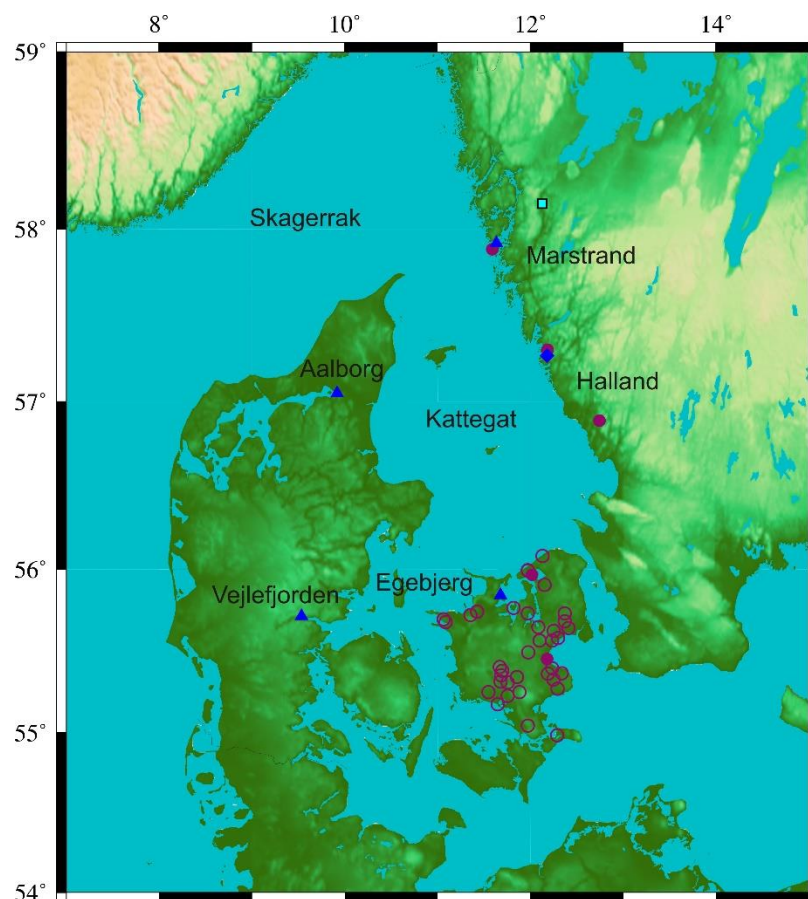 8° 10° 12° 14°
59°
58°
Skagerrak
Marstrand
Aalborg
Halland
57°
Kattegat
56°
Egebjerg
Vejlefjorden
55°
54°